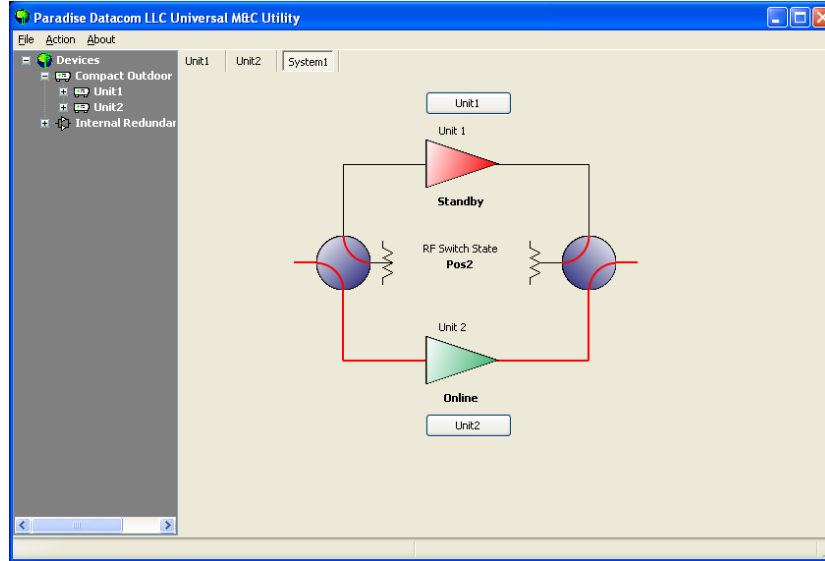 Paradise Datacom LLC Universal M&C Utility
File Action About
Devices
Compact Outdoor
Unit1
Unit2
Internal Redundar
Unit1 Unit2 System1
Unit1
Unit 1
Standby
RF Switch State
Pos2
Unit 2
Online
Unit2